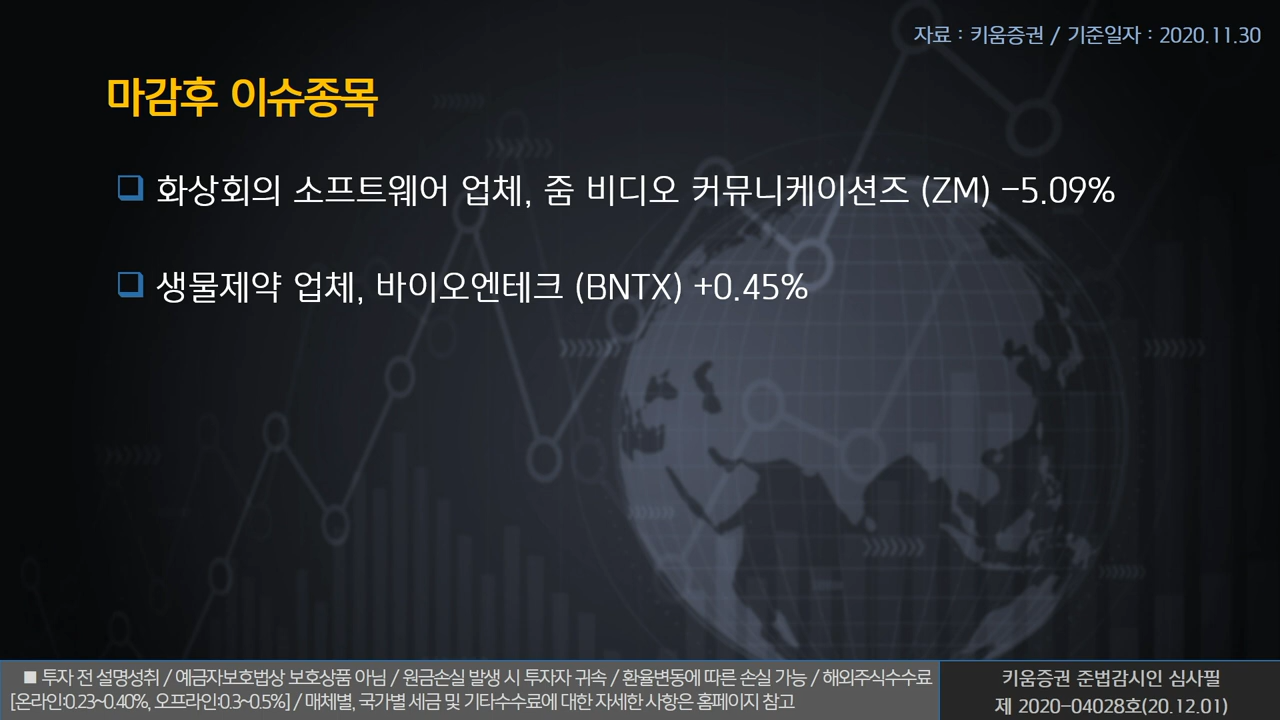 자료 : 키움증권 / 기준일자 : 2020.11.30
마감후 이슈종목
❑ 화상회의 소프트웨어 업체, 줌 비디오 커뮤니케이션즈 (ZM) -5.09%
❑ 생물제약 업체, 바이오엔테크 (BNTX) +0.45%
■ 투자 전 설명성취 / 예금자보호법상 보호상품 아님 / 원금손실 발생 시 투자자 귀속 / 환율변동에 따른 손실 가능 / 해외주식수수료
[온라인:0.23~0.40%, 오프라인:0.3~0.5%] / 매체별, 국가별 세금 및 기타수수료에 대한 자세한 사항은 홈페이지 참고
키움증권 준법감시인 심사필
제 2020-04028호(20.12.01)